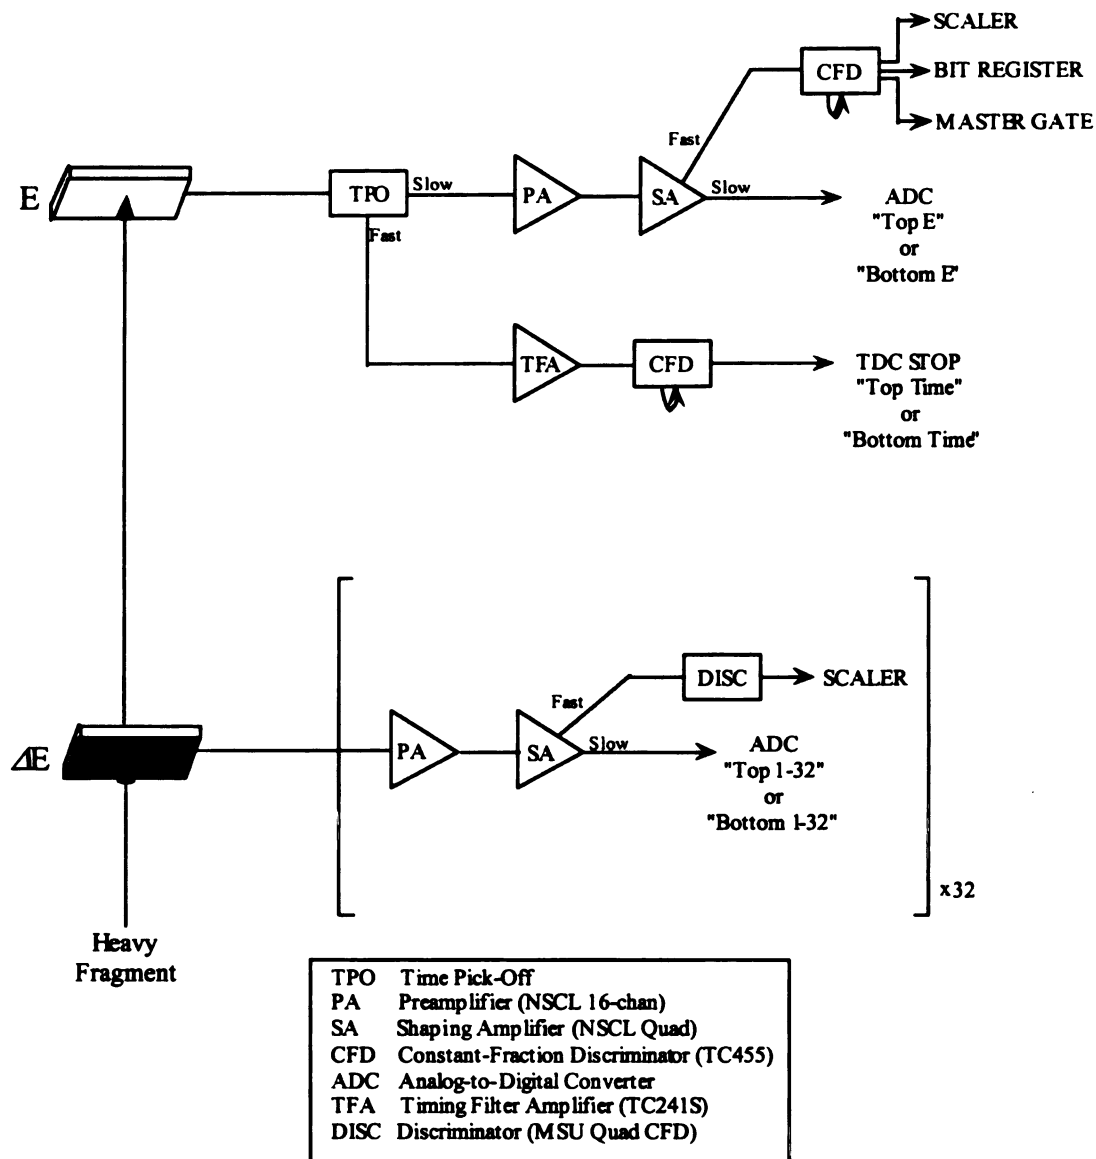 SCALER
CFD
BIT REGISTER
MASTER GATE
Fast
E
TPO
Slow
PA
SA
Slow
ADC
"Top E"
or
"Bottom E"
Fast
TFA
CFD
TDC STOP
"Top Time"
or
"Bottom Time"
DISC
SCALER
Fast
ΔE
PA
SA
Slow
ADC
"Top 1-32"
or
"Bottom 1-32"
x32
Heavy
Fragment
TPO Time Pick-Off
PA Preamplifier (NSCL 16-chan)
SA Shaping Amplifier (NSCL Quad)
CFD Constant-Fraction Discriminator (TC455)
ADC Analog-to-Digital Converter
TFA Timing Filter Amplifier (TC241S)
DISC Discriminator (MSU Quad CFD)